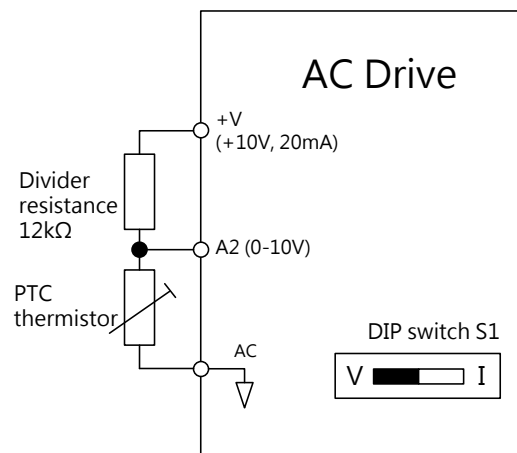 AC Drive
+V
(+10V, 20mA)
Divider
resistance
12kΩ
A2 (0-10V)
PTC
thermistor
AC
DIP switch S1
V I